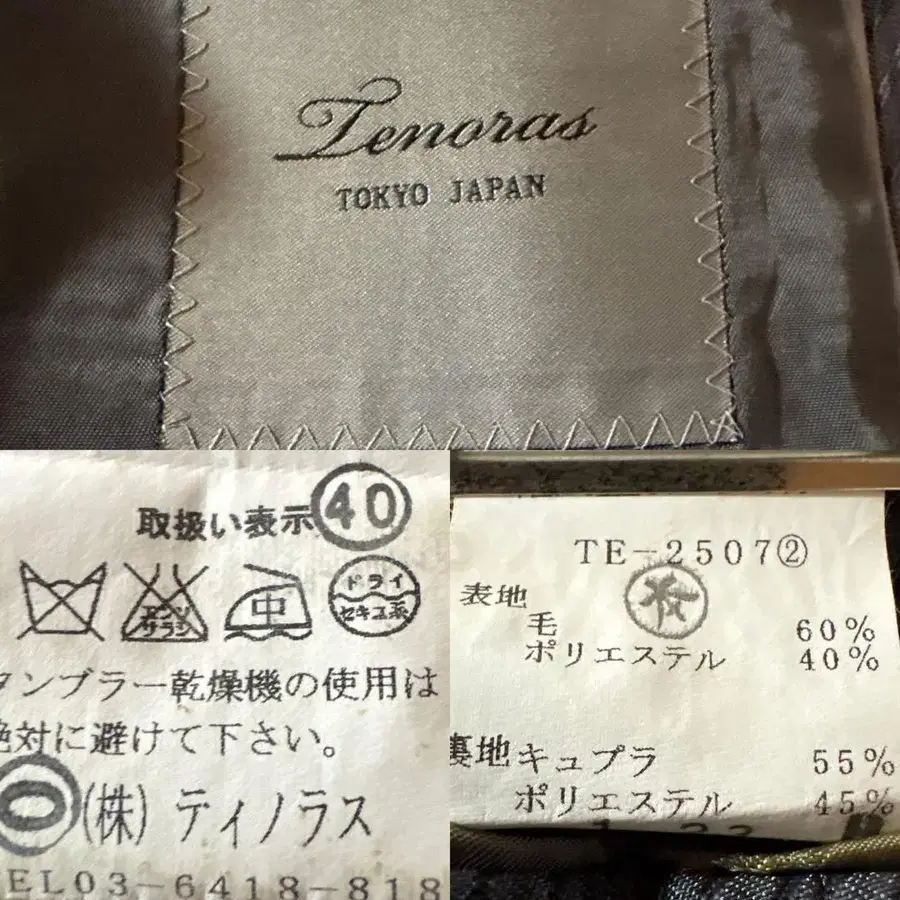 Tenoras
TOKYO JAPAN
取扱い表示 40
エンソ
サラシ
中
ドライ
セキユ系
タンブラー乾燥機の使用は
絶対に避けて下さい。
(株)ティノラス
TEL03-6418-818
TE-2507②
表地
毛 60%
ポリエステル 40%
裏地 キュプラ 55%
ポリエステル 45%